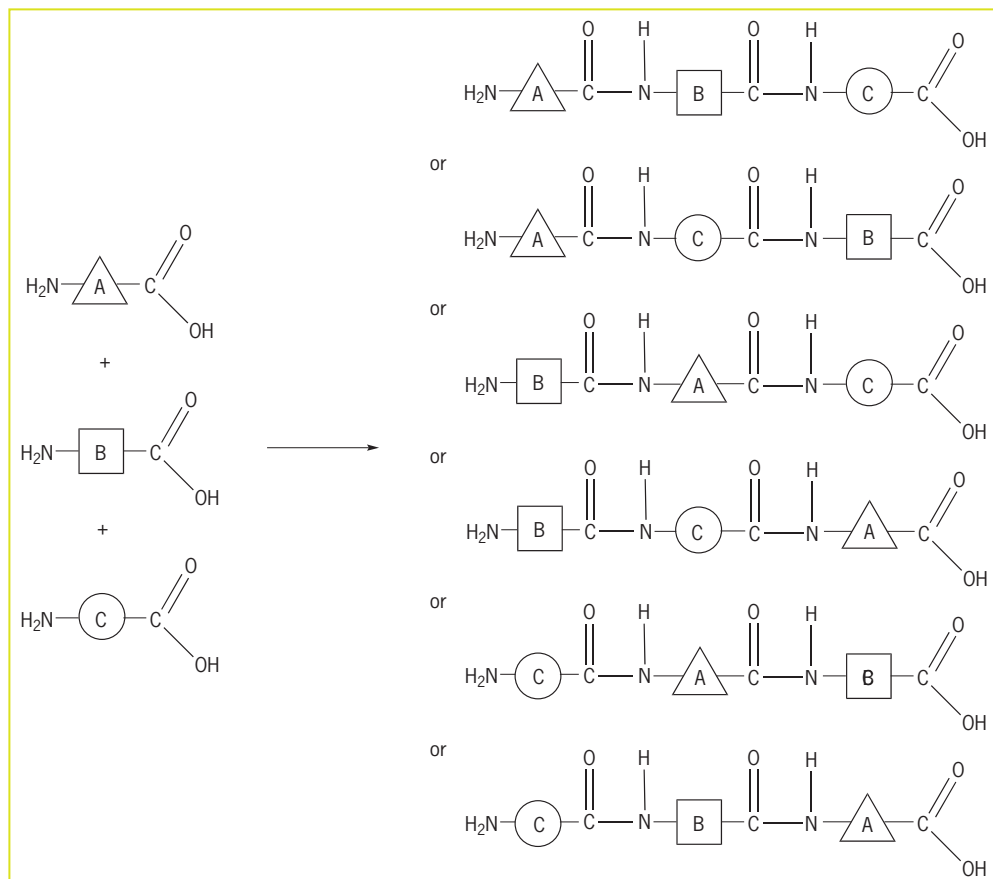 O
H₂N A C
OH
+
O
H₂N B C
OH
+
O
H₂N C C
OH
O H O H O
H₂N A C N B C N C C
OH
or
O H O H O
H₂N A C N C C N B C
OH
or
O H O H O
H₂N B C N A C N C C
OH
or
O H O H O
H₂N B C N C C N A C
OH
or
O H O H O
H₂N C C N A C N B C
OH
or
O H O H O
H₂N C C N B C N A C
OH